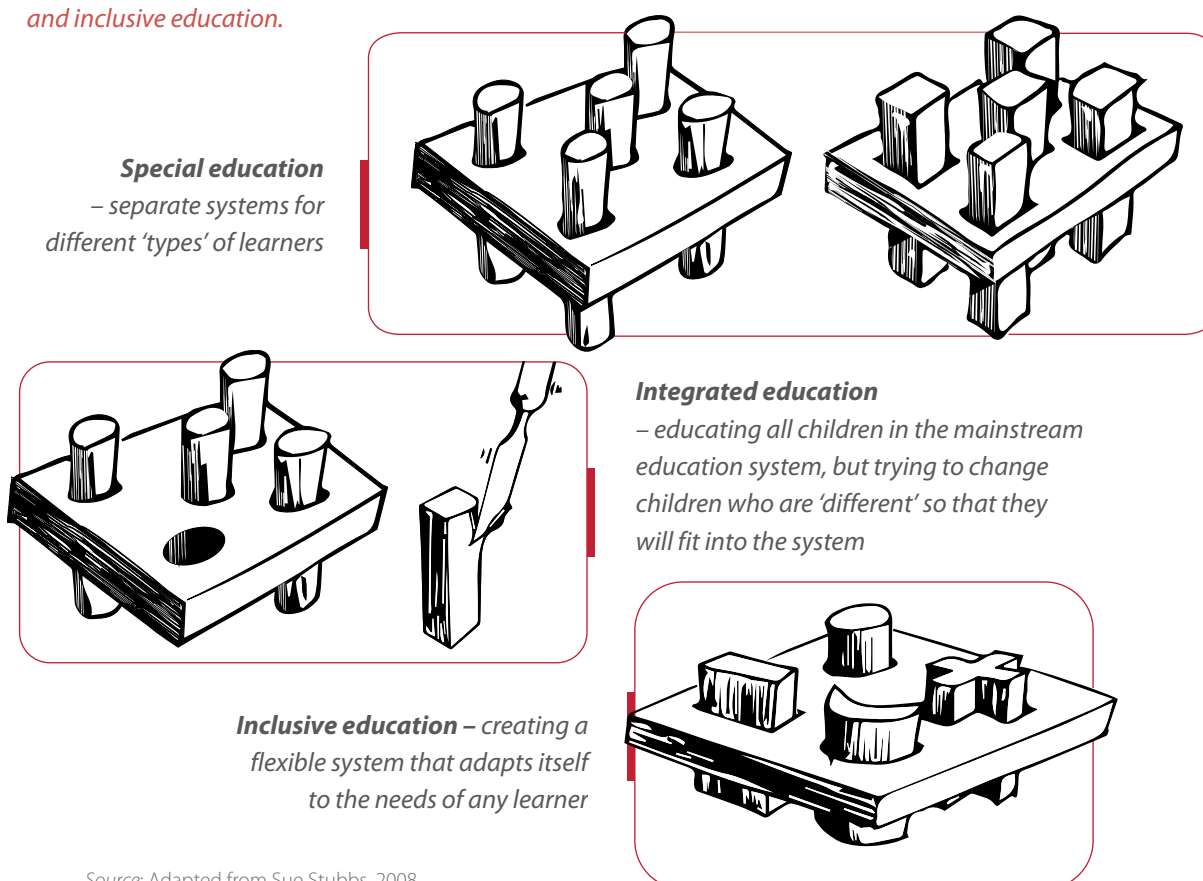 and inclusive education.
Special education
– separate systems for
different ‘types’ of learners
Integrated education
– educating all children in the mainstream
education system, but trying to change
children who are ‘different’ so that they
will fit into the system
Inclusive education – creating a
flexible system that adapts itself
to the needs of any learner
Source: Adapted from Sue Stubbs, 2008